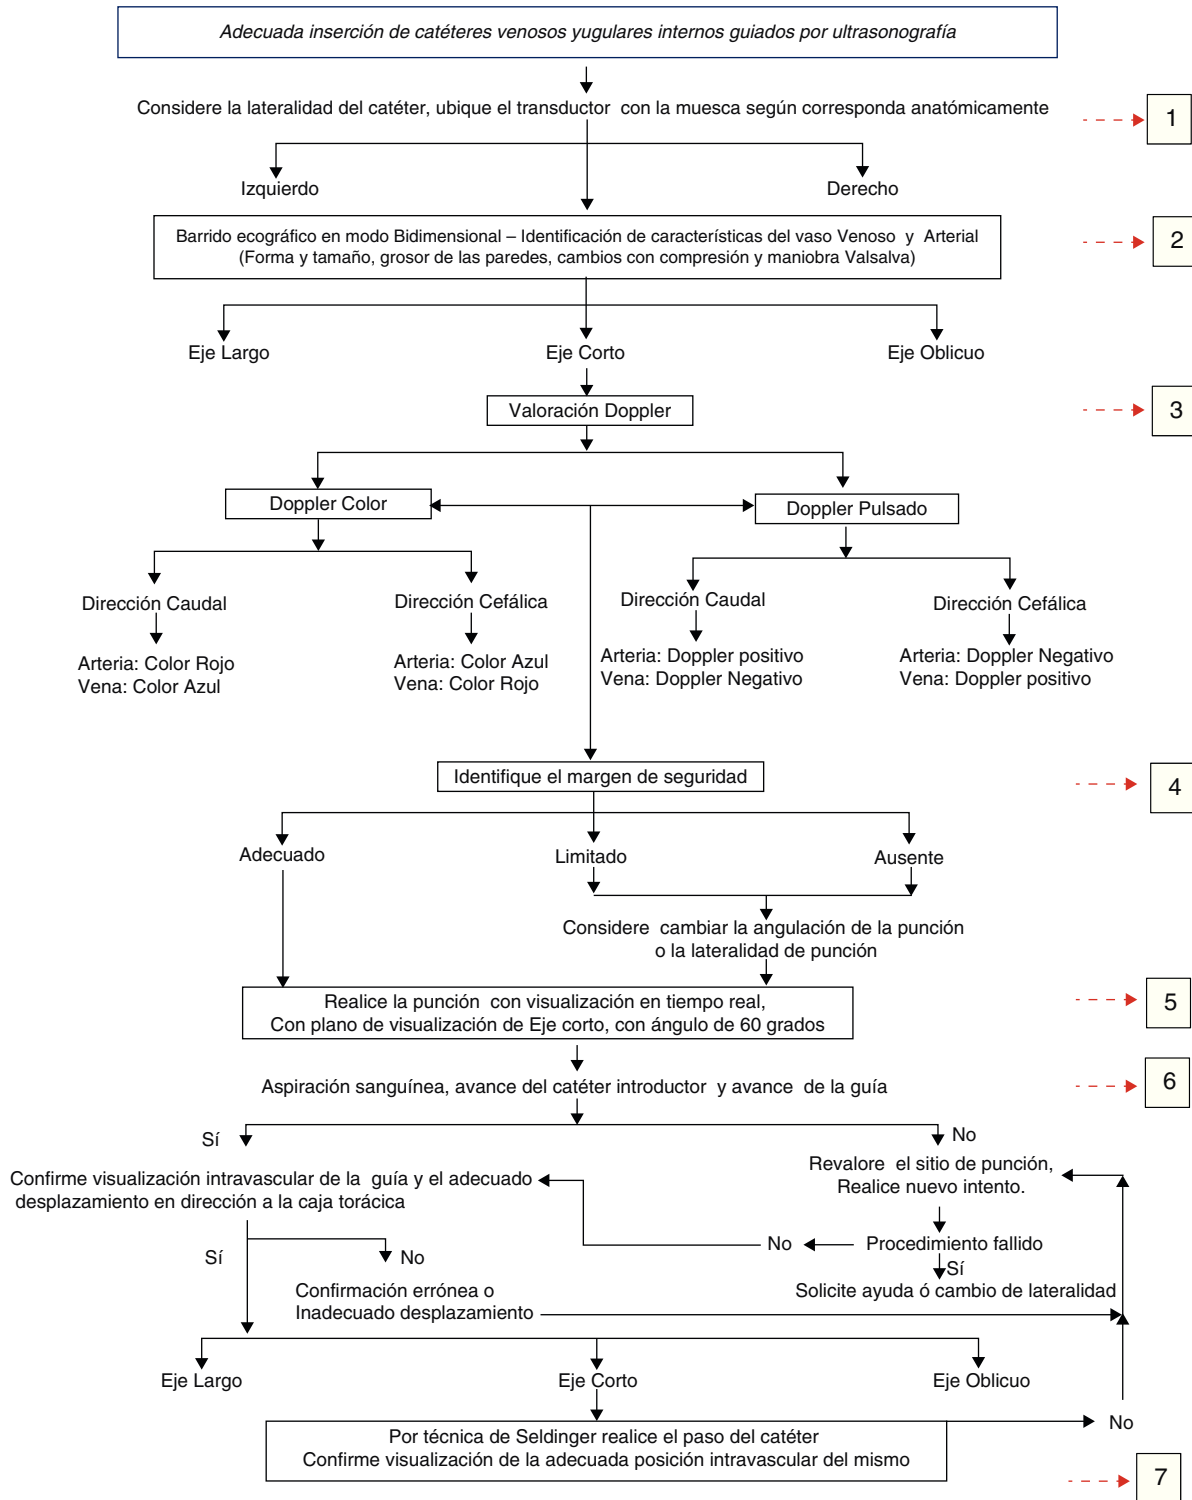 Adecuada inserción de catéteres venosos yugulares internos guiados por ultrasonografía
Considere la lateralidad del catéter, ubique el transductor con la muesca según corresponda anatómicamente
1
Izquierdo
Derecho
Barrido ecográfico en modo Bidimensional – Identificación de características del vaso Venoso y Arterial
(Forma y tamaño, grosor de las paredes, cambios con compresión y maniobra Valsalva)
2
Eje Largo
Eje Corto
Eje Oblicuo
Valoración Doppler
3
Doppler Color
Doppler Pulsado
Dirección Caudal
Dirección Cefálica
Dirección Caudal
Dirección Cefálica
Arteria: Color Rojo
Vena: Color Azul
Arteria: Color Azul
Vena: Color Rojo
Arteria: Doppler positivo
Vena: Doppler Negativo
Arteria: Doppler Negativo
Vena: Doppler positivo
Identifique el margen de seguridad
4
Adecuado
Limitado
Ausente
Considere cambiar la angulación de la punción
o la lateralidad de punción
Realice la punción con visualización en tiempo real,
Con plano de visualización de Eje corto, con ángulo de 60 grados
5
Aspiración sanguínea, avance del catéter introductor y avance de la guía
6
Sí
No
Confirme visualización intravascular de la guía y el adecuado
desplazamiento en dirección a la caja torácica
Revalore el sitio de punción,
Realice nuevo intento.
Sí
No
No
Procedimiento fallido
Sí
Confirmación errónea o
Inadecuado desplazamiento
Solicite ayuda ó cambio de lateralidad
Eje Largo
Eje Corto
Eje Oblicuo
Por técnica de Seldinger realice el paso del catéter
Confirme visualización de la adecuada posición intravascular del mismo
No
7